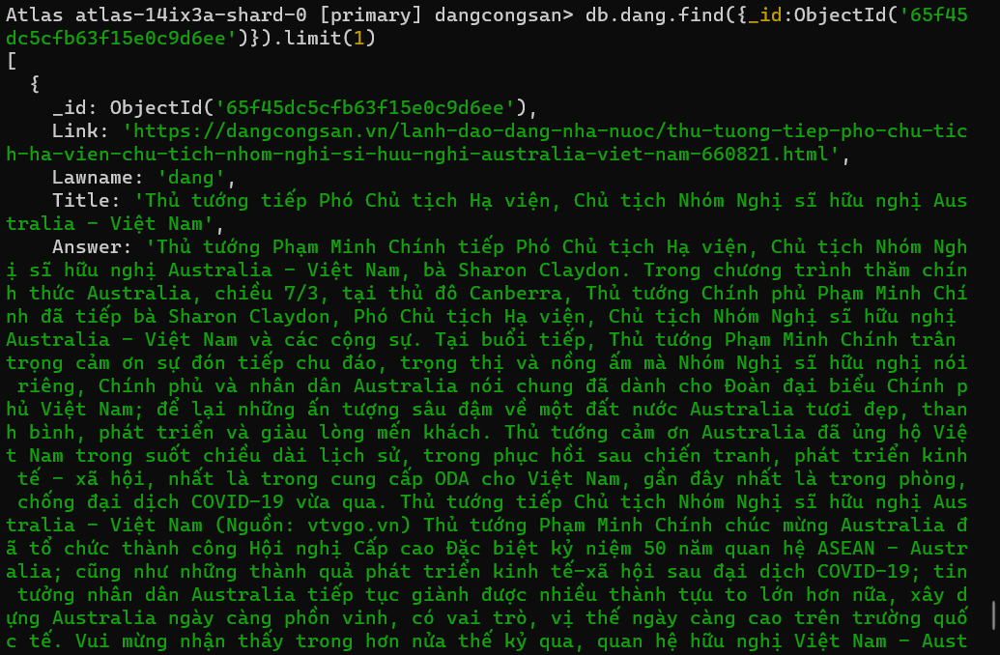 Atlas atlas-14ix3a-shard-0 [primary] dangcongsan> db.dang.find({_id:ObjectId('65f45
dc5cfb63f15e0c9d6ee')}).limit(1)
[
  {
    _id: ObjectId('65f45dc5cfb63f15e0c9d6ee'),
    Link: 'https://dangcongsan.vn/lanh-dao-dang-nha-nuoc/thu-tuong-tiep-pho-chu-tic
h-ha-vien-chu-tich-nhom-nghi-si-huu-nghi-australia-viet-nam-660821.html',
    Lawname: 'dang',
    Title: 'Thủ tướng tiếp Phó Chủ tịch Hạ viện, Chủ tịch Nhóm Nghị sĩ hữu nghị Aus
tralia - Việt Nam',
    Answer: 'Thủ tướng Phạm Minh Chính tiếp Phó Chủ tịch Hạ viện, Chủ tịch Nhóm Ngh
ị sĩ hữu nghị Australia - Việt Nam, bà Sharon Claydon. Trong chương trình thăm chín
h thức Australia, chiều 7/3, tại thủ đô Canberra, Thủ tướng Chính phủ Phạm Minh Chí
nh đã tiếp bà Sharon Claydon, Phó Chủ tịch Hạ viện, Chủ tịch Nhóm Nghị sĩ hữu nghị
Australia - Việt Nam và các cộng sự. Tại buổi tiếp, Thủ tướng Phạm Minh Chính trân
trọng cảm ơn sự đón tiếp chu đáo, trọng thị và nồng ấm mà Nhóm Nghị sĩ hữu nghị nói
 riêng, Chính phủ và nhân dân Australia nói chung đã dành cho Đoàn đại biểu Chính p
hủ Việt Nam; để lại những ấn tượng sâu đậm về một đất nước Australia tươi đẹp, than
h bình, phát triển và giàu lòng mến khách. Thủ tướng cảm ơn Australia đã ủng hộ Việ
t Nam trong suốt chiều dài lịch sử, trong phục hồi sau chiến tranh, phát triển kinh
 tế - xã hội, nhất là trong cung cấp ODA cho Việt Nam, gần đây nhất là trong phòng,
 chống đại dịch COVID-19 vừa qua. Thủ tướng tiếp Chủ tịch Nhóm Nghị sĩ hữu nghị Aus
tralia - Việt Nam (Nguồn: vtvgo.vn) Thủ tướng Phạm Minh Chính chúc mừng Australia đ
ã tổ chức thành công Hội nghị Cấp cao Đặc biệt kỷ niệm 50 năm quan hệ ASEAN - Austr
alia; cũng như những thành quả phát triển kinh tế-xã hội sau đại dịch COVID-19; tin
 tưởng nhân dân Australia tiếp tục giành được nhiều thành tựu to lớn hơn nữa, xây d
ựng Australia ngày càng phồn vinh, có vai trò, vị thế ngày càng cao trên trường quố
c tế. Vui mừng nhận thấy trong hơn nửa thế kỷ qua, quan hệ hữu nghị Việt Nam - Aust